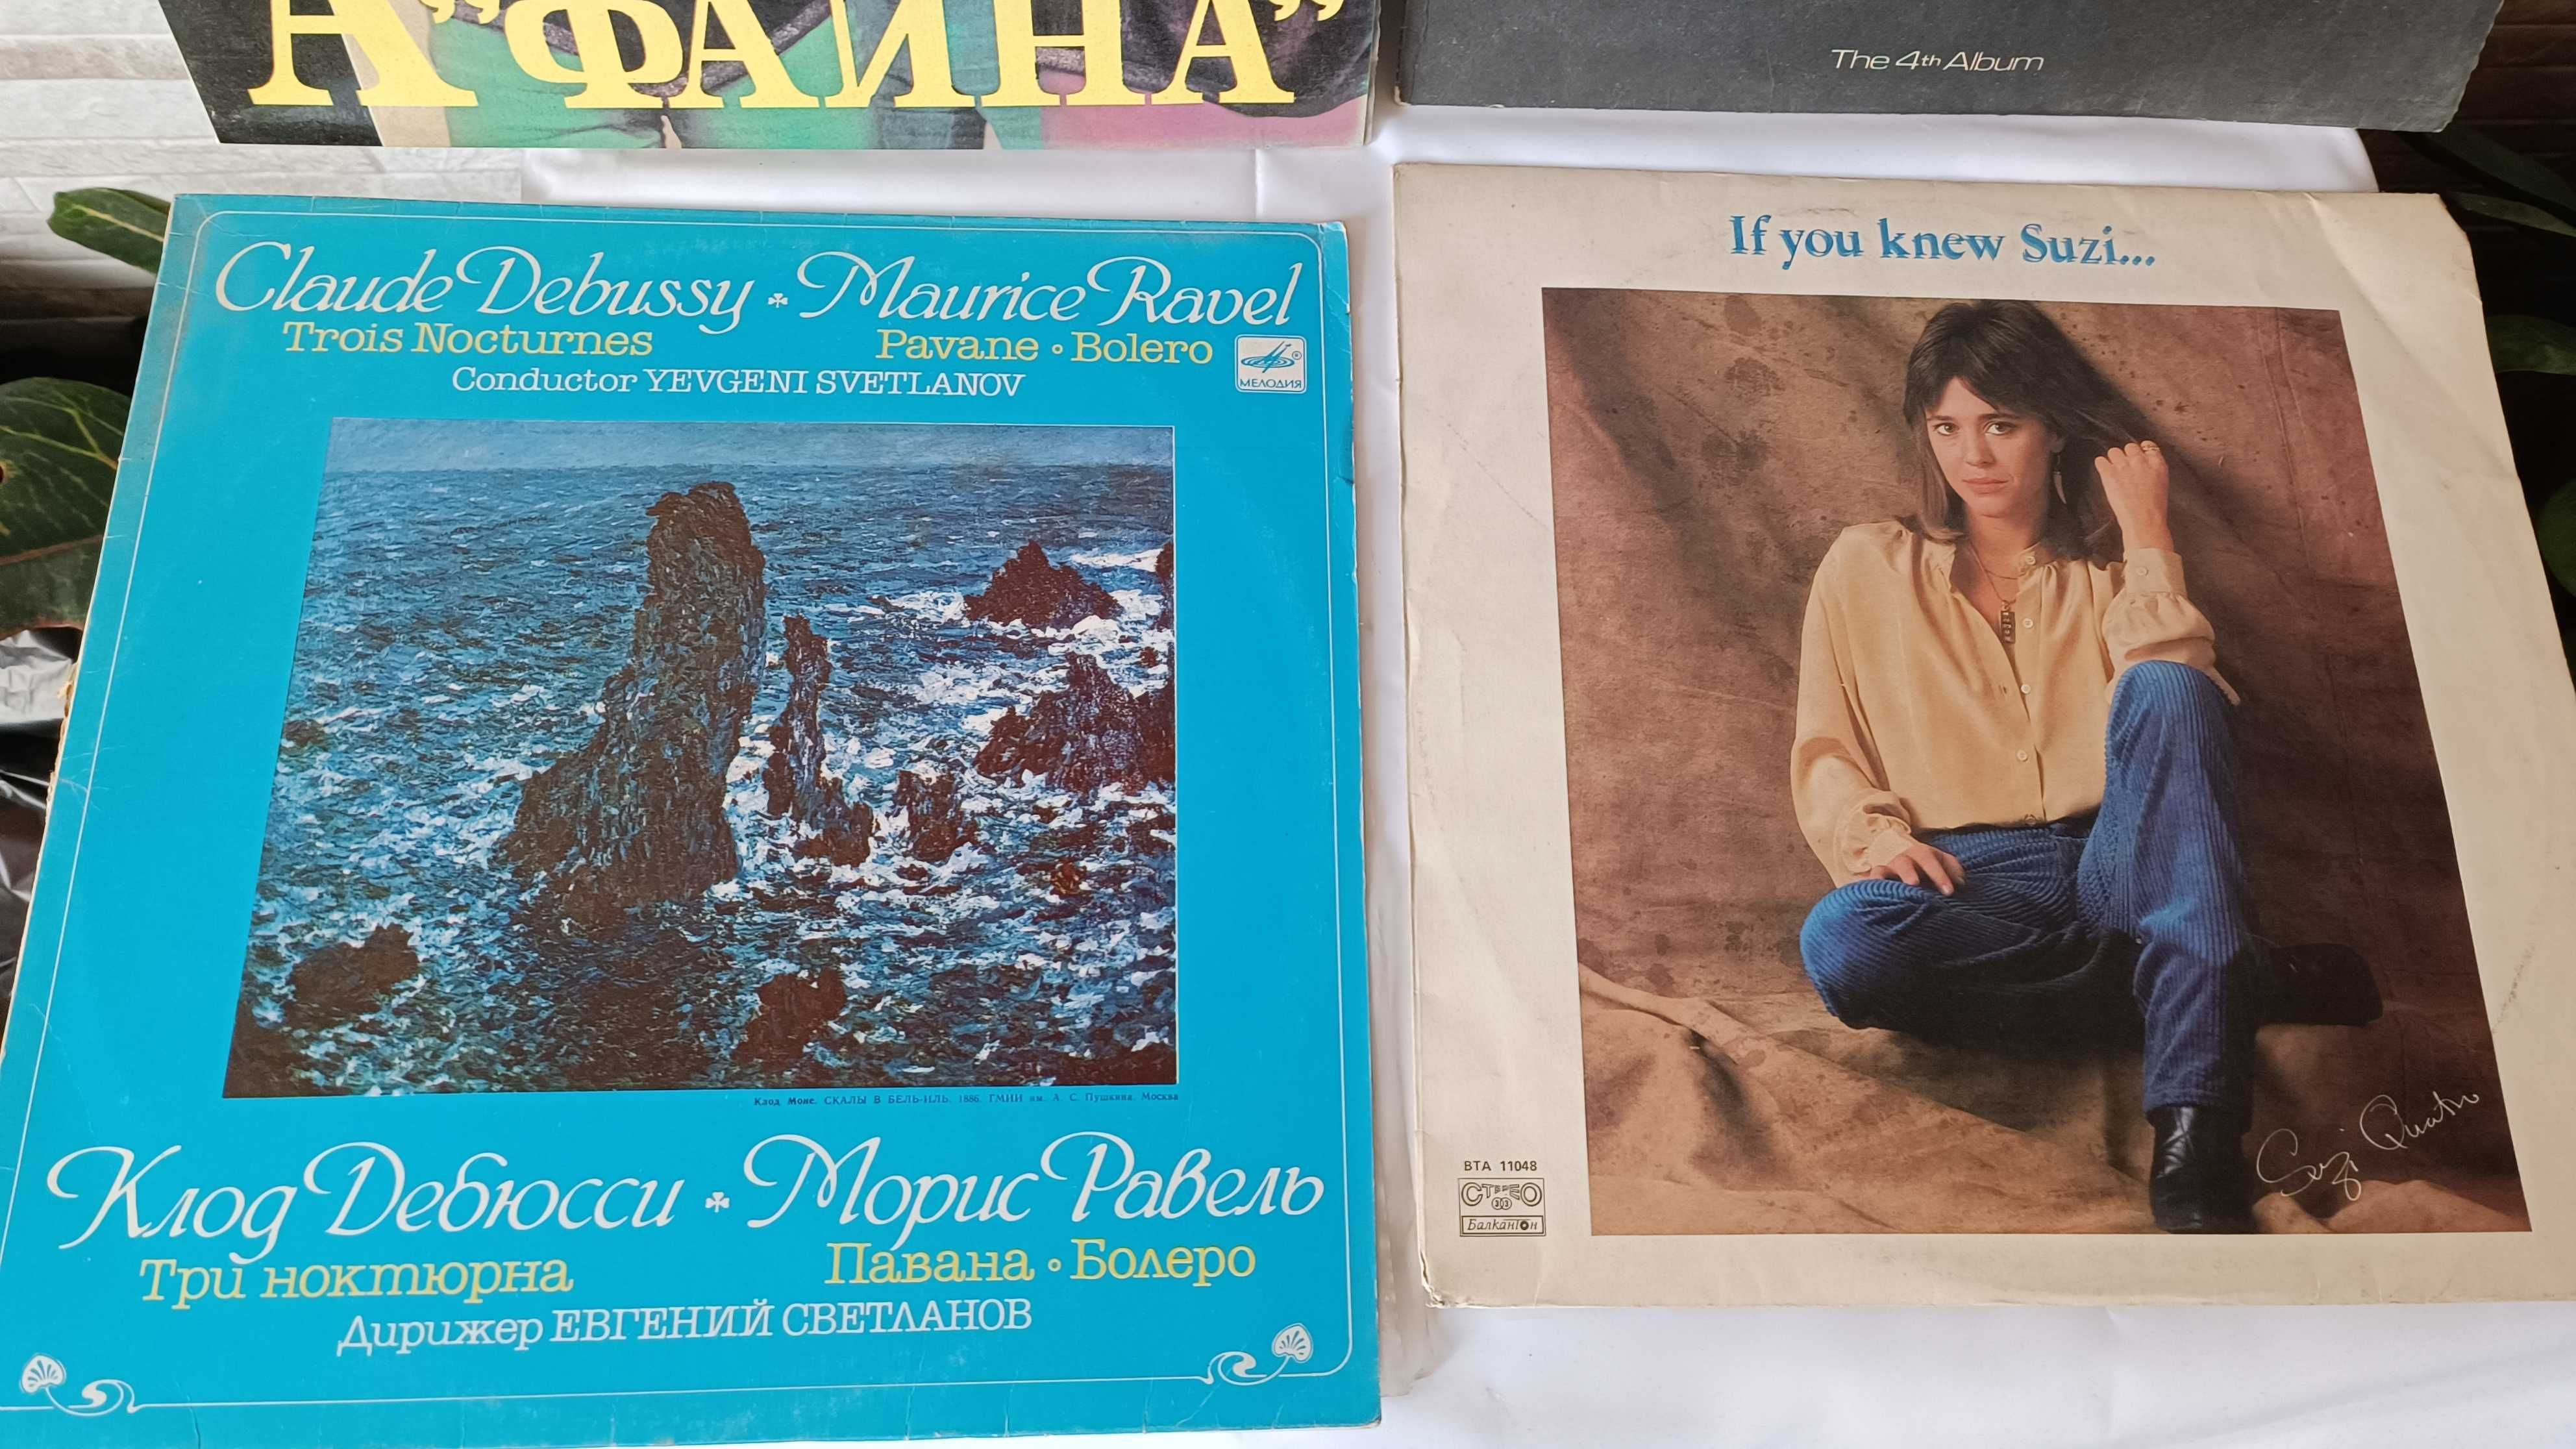 А„ФАИНА”
The 4th Album
Claude Debussy ♣ Maurice Ravel
Trois Nocturnes
Pavane ∘ Bolero
Conductor YEVGENI SVETLANOV
МЕЛОДИЯ
Клод Моне. СКАЛЫ В БЕЛЬ-ИЛЬ. 1886. ГМИИ им. А. С. Пушкина. Москва
Клод Дебюсси ♣ Морис Равель
Три ноктюрна
Павана ∘ Болеро
Дирижер ЕВГЕНИЙ СВЕТЛАНОВ
If you knew Suzi...
Suzi Quatro
ВТА 11048
СТЕРЕО
33
Балкантон